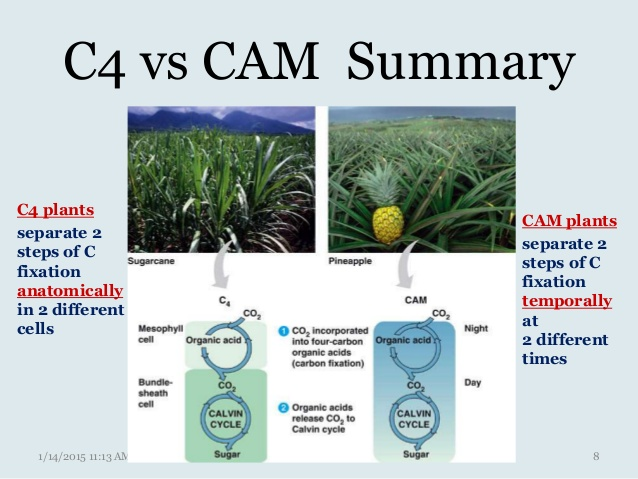 C4 vs CAM Summary
C4 plants
separate 2
steps of C
fixation
anatomically
in 2 different
cells
Sugarcane
Pineapple
CAM plants
separate 2
steps of C
fixation
temporally
at
2 different
times
C4
CO2
Mesophyll
cell
Organic acid
CO2
Bundle-
sheath
cell
CALVIN
CYCLE
Sugar
1 CO2 incorporated
into four-carbon
organic acids
(carbon fixation)
2 Organic acids
release CO2 to
Calvin cycle
CAM
CO2
Night
Organic acid
CO2
Day
CALVIN
CYCLE
Sugar
1/14/2015 11:13 AM
8